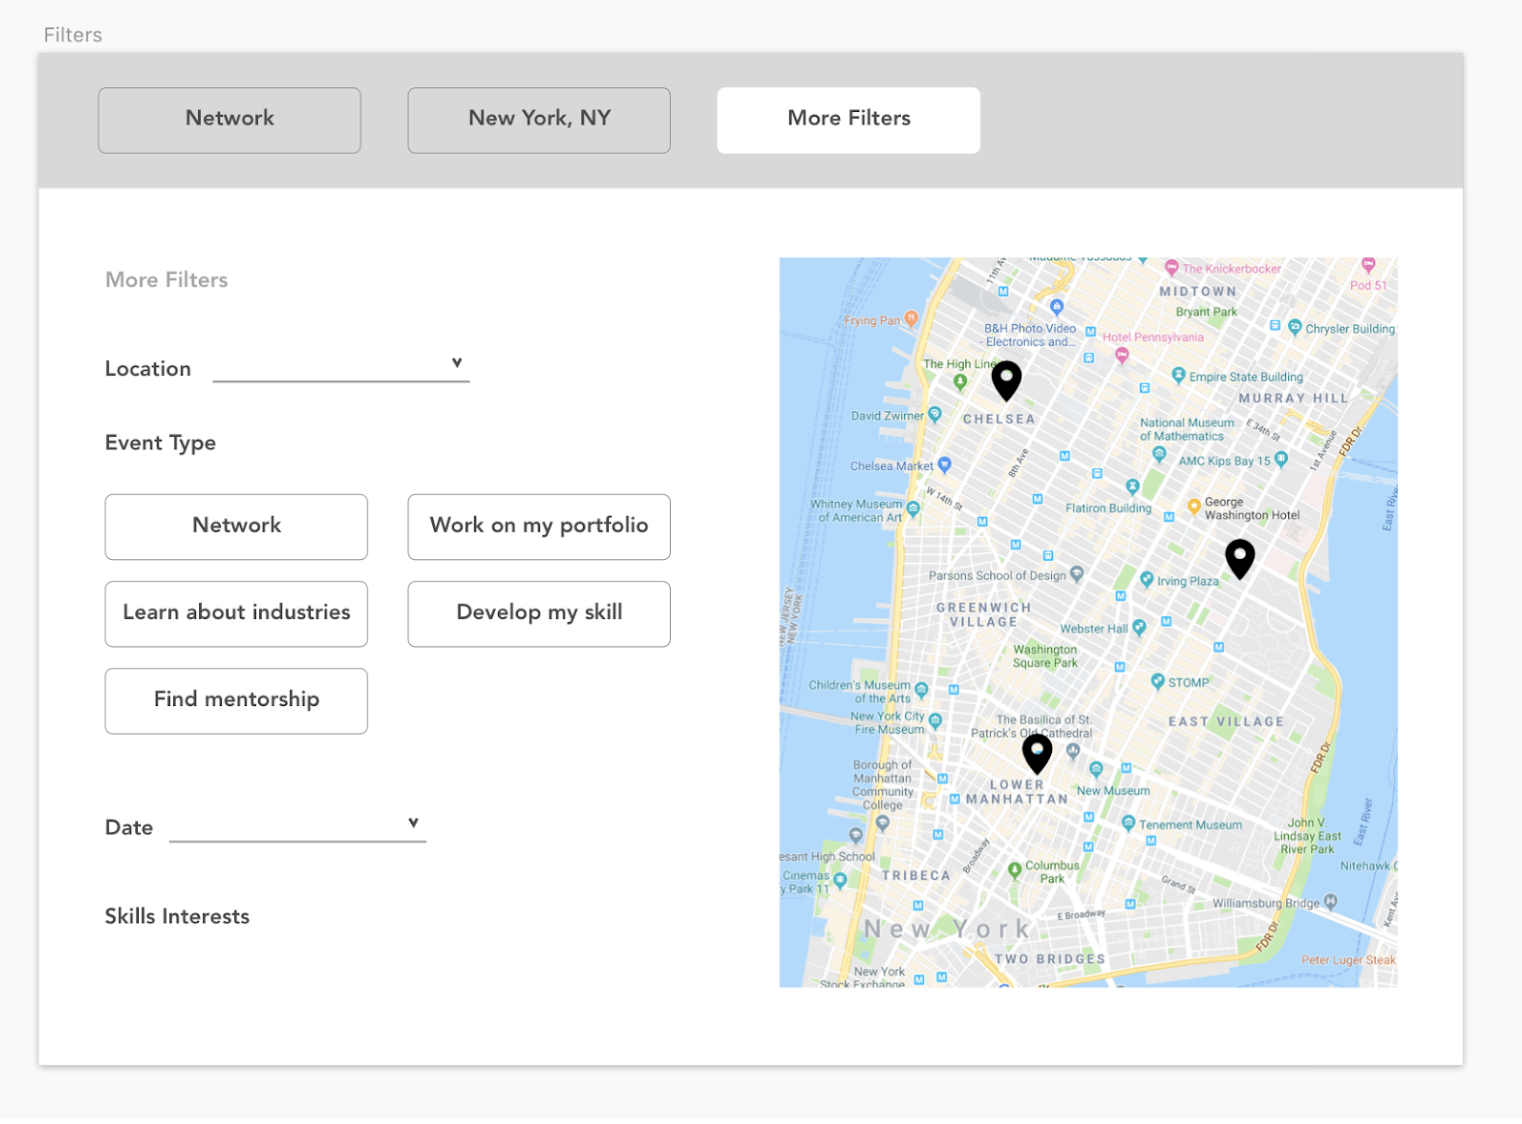 Filters
Network
New York, NY
More Filters
More Filters
Location
Event Type
Network
Work on my portfolio
Learn about industries
Develop my skill
Find mentorship
Date
Skills Interests
Madame Tussauds
11th Av
The Knickerbocker
Pod 51
MIDTOWN
Bryant Park
Frying Pan
B&H Photo Video
- Electronics and...
Hotel Pennsylvania
Chrysler Building
The High Line
Empire State Building
MURRAY HILL
David Zwirner
CHELSEA
National Museum
of Mathematics
E 34th St
1st Avenue
FDR Dr.
Chelsea Market
8th Ave
AMC Kips Bay 15
W 14th St
Whitney Museum
of American Art
Flatiron Building
George
Washington Hotel
East River
Parsons School of Design
Irving Plaza
NEW JERSEY
NEW YORK
GREENWICH
VILLAGE
Webster Hall
Washington
Square Park
Children's Museum
of the Arts
STOMP
New York City
Fire Museum
The Basilica of St.
Patrick's Old Cathedral
EAST VILLAGE
FDR Dr.
Borough of
Manhattan
Community
College
LOWER
MANHATTAN
New Museum
Tenement Museum
John V.
Lindsay East
River Park
East River
esant High School
Broadway
Cinemas
y Park 11
TRIBECA
Columbus
Park
Nitehawk C
Grand St
Williamsburg Bridge
Kent Ave
E Broadway
New York
FDR Dr.
TWO BRIDGES
Peter Luger Steak
New York
Stock Exchange